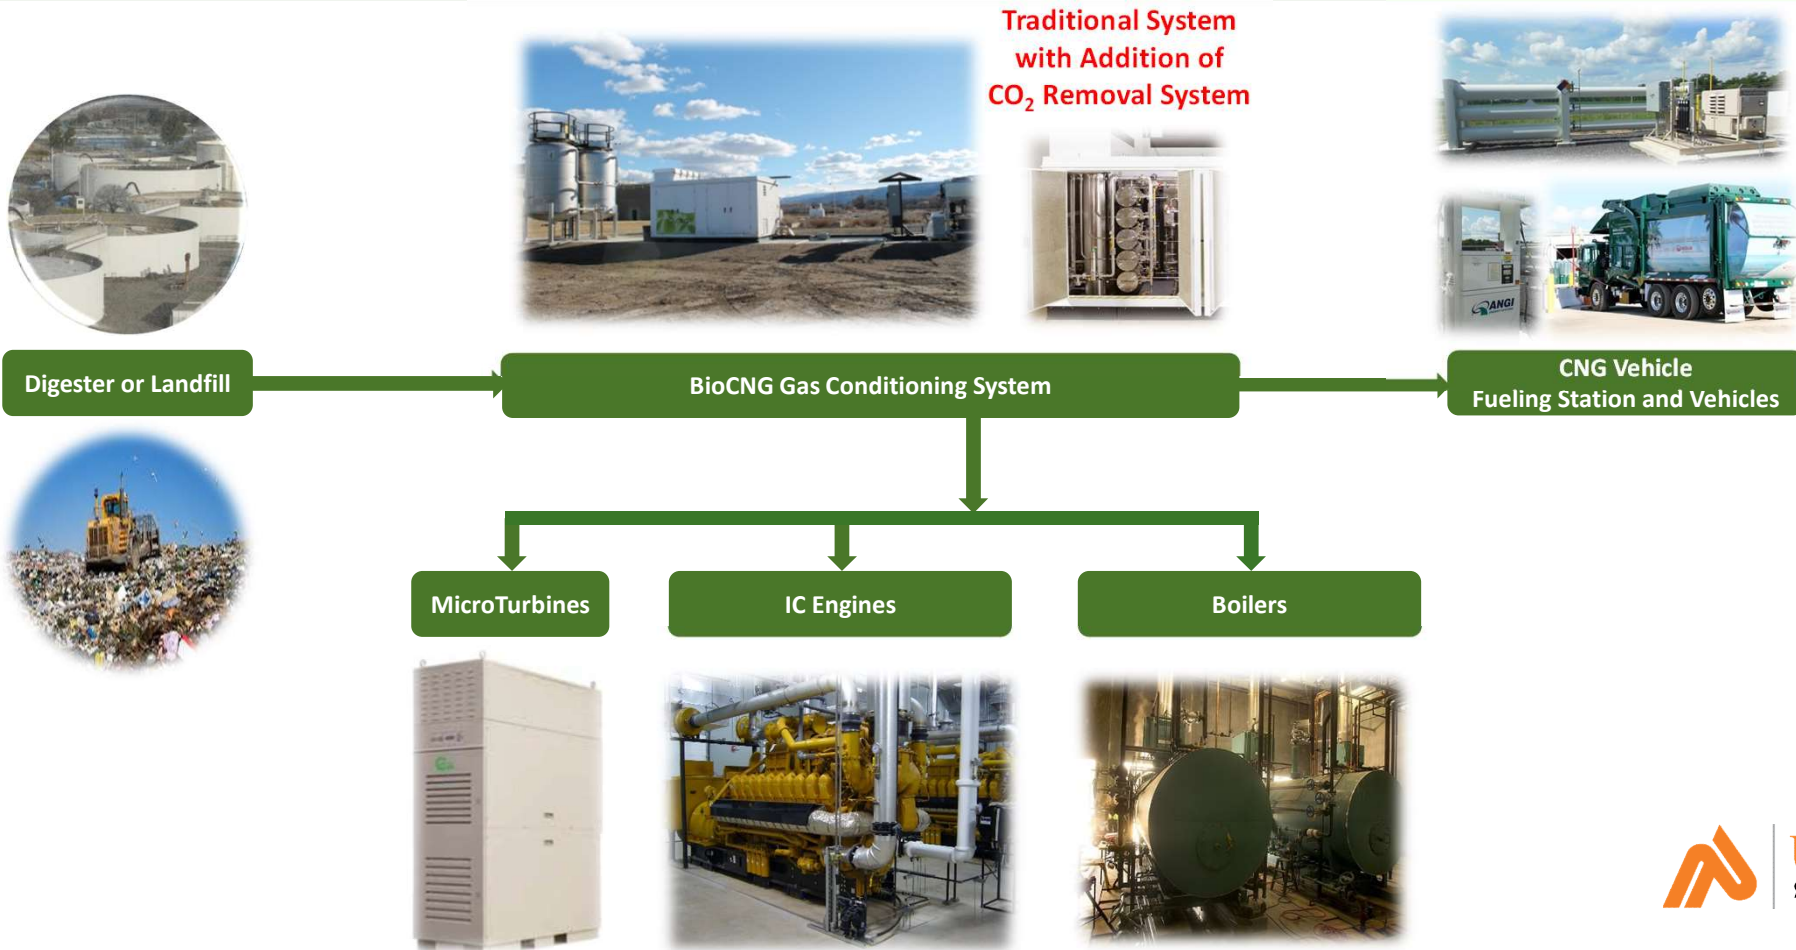 Traditional System
with Addition of
CO₂ Removal System
ANGI
Digester or Landfill
BioCNG Gas Conditioning System
CNG Vehicle
Fueling Station and Vehicles
MicroTurbines
IC Engines
Boilers